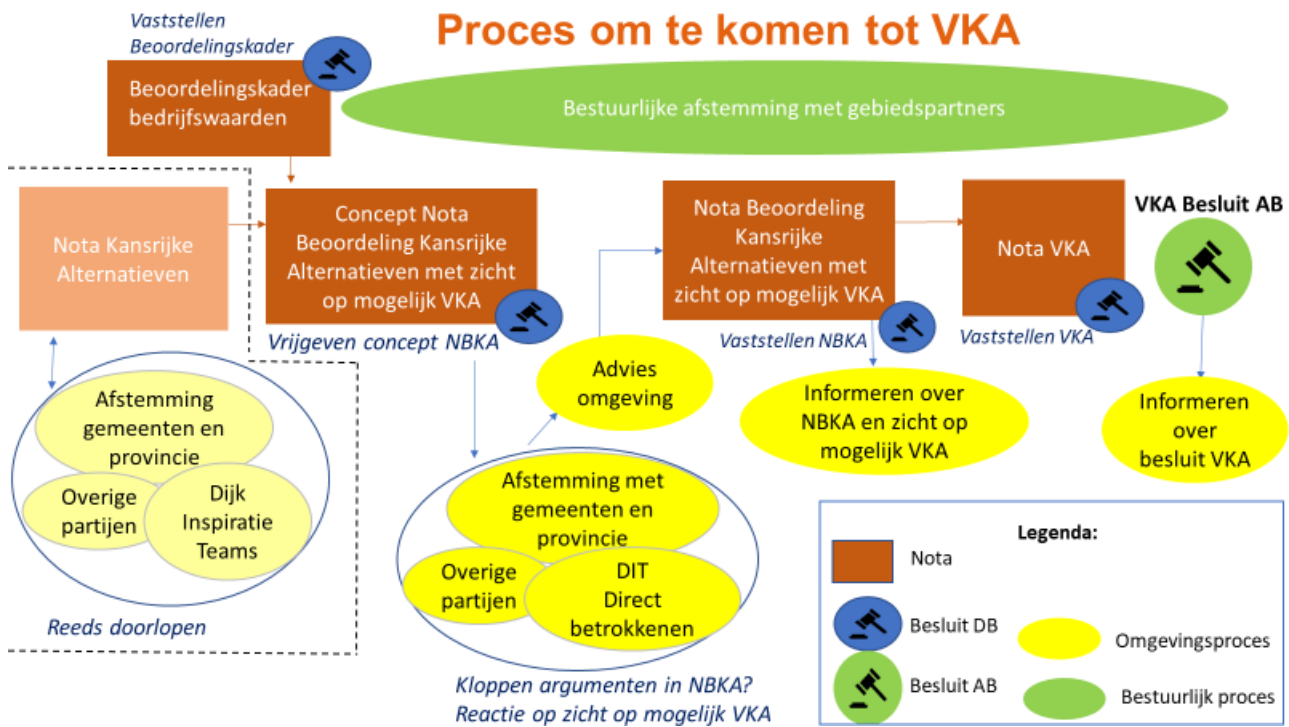 Proces om te komen tot VKA
Vaststellen
Beoordelingskader
Beoordelingskader
bedrijfswaarden
Bestuurlijke afstemming met gebiedspartners
Nota Kansrijke
Alternatieven
Concept Nota
Beoordeling Kansrijke
Alternatieven met zicht
op mogelijk VKA
Vrijgeven concept NBKA
Nota Beoordeling
Kansrijke
Alternatieven met
zicht op mogelijk VKA
Vaststellen NBKA
Nota VKA
Vaststellen VKA
VKA Besluit AB
Afstemming
gemeenten en
provincie
Overige
partijen
Dijk
Inspiratie
Teams
Reeds doorlopen
Advies
omgeving
Afstemming met
gemeenten en
provincie
Overige
partijen
DIT
Direct
betrokkenen
Kloppen argumenten in NBKA?
Reactie op zicht op mogelijk VKA
Informeren over
NBKA en zicht op
mogelijk VKA
Informeren
over
besluit VKA
Legenda:
Nota
Besluit DB
Omgevingsproces
Besluit AB
Bestuurlijk proces